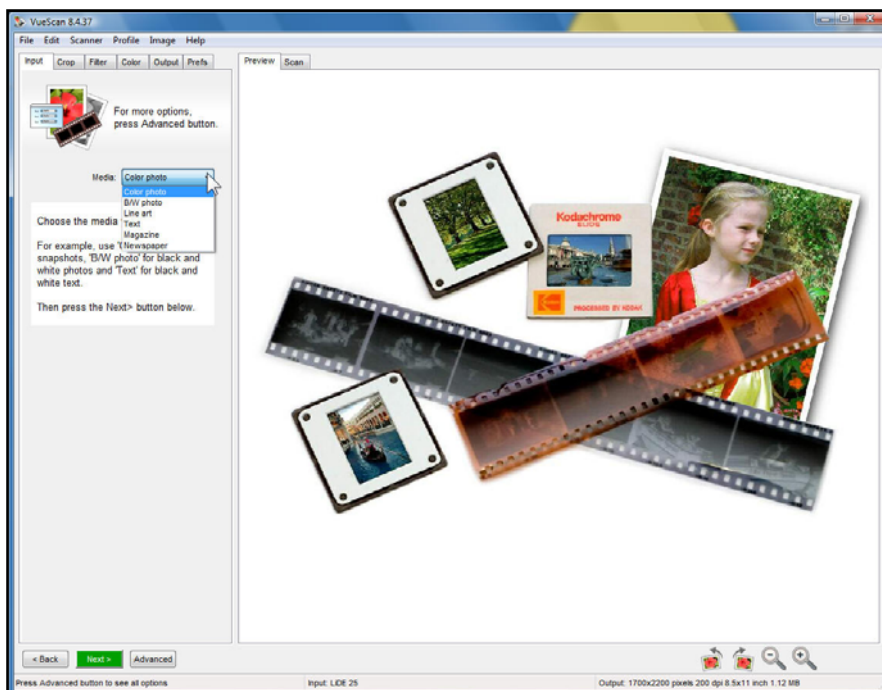 VueScan 8.4.37
File Edit Scanner Profile Image Help
Input Crop Filter Color Output Prefs
Preview Scan
For more options,
press Advanced button.
Media: Color photo
Color photo
B/W photo
Line art
Text
Magazine
Newspaper
Choose the media
For example, use
snapshots, 'B/W photo' for black and
white photos and 'Text' for black and
white text.
Then press the Next> button below.
Kodachrome
SLIDE
Kodak
PROCESSED BY KODAK
< Back Next > Advanced
Press Advanced button to see all options
Input: LiDE 25
Output: 1700x2200 pixels 200 dpi 8.5x11 inch 1.12 MB